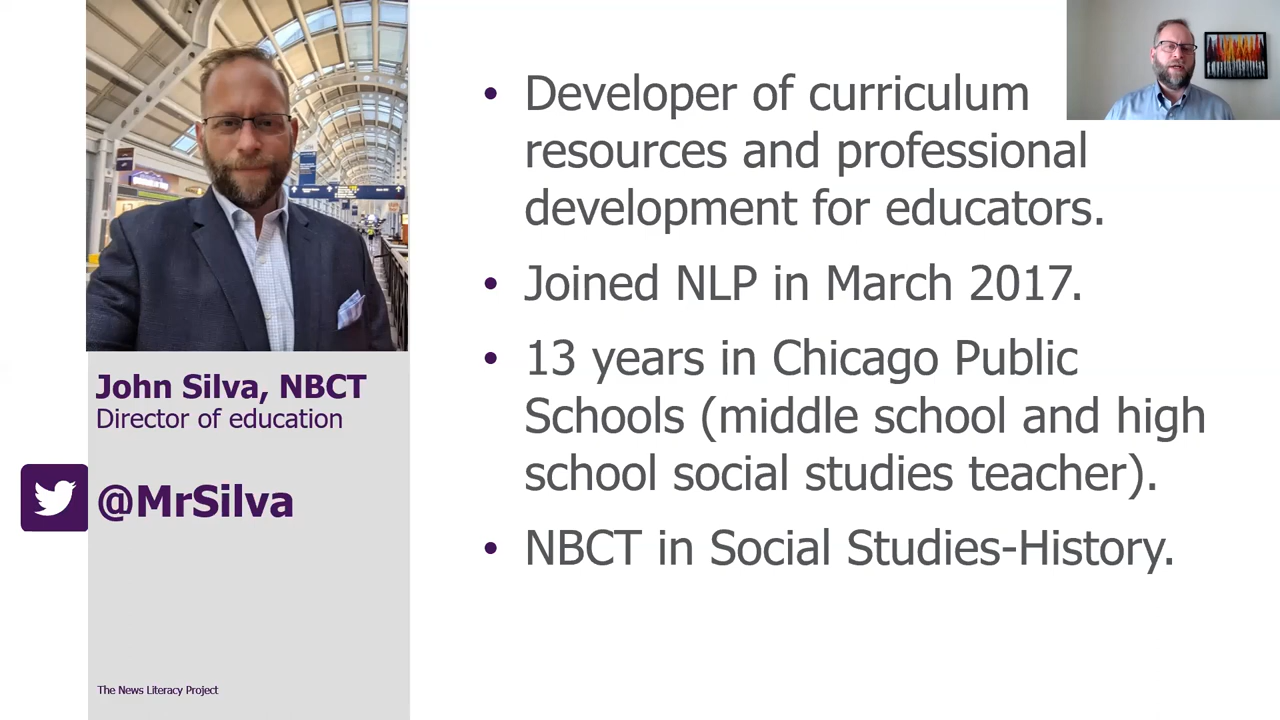 John Silva, NBCT
Director of education
@MrSilva
The News Literacy Project
• Developer of curriculum
resources and professional
development for educators.
• Joined NLP in March 2017.
• 13 years in Chicago Public
Schools (middle school and high
school social studies teacher).
• NBCT in Social Studies-History.